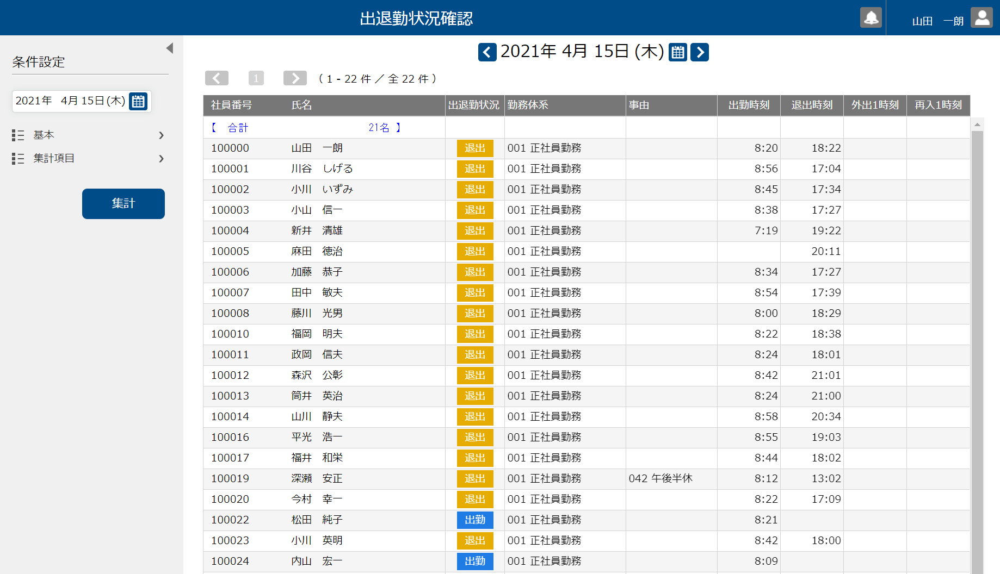 出退勤状況確認
山田　一朗
条件設定
2021年 4月 15日 (木)
基本
集計項目
集計
2021年 4月 15日 (木)
1 （ 1 - 22 件 ／ 全 22 件 ）
社員番号 氏名 出退勤状況 勤務体系 事由 出勤時刻 退出時刻 外出1時刻 再入1時刻
【 合計 21名 】
100000 山田　一朗 退出 001 正社員勤務 8:20 18:22
100001 川谷　しげる 退出 001 正社員勤務 8:56 17:04
100002 小川　いずみ 退出 001 正社員勤務 8:45 17:34
100003 小山　信一 退出 001 正社員勤務 8:38 17:27
100004 新井　清雄 退出 001 正社員勤務 7:19 19:22
100005 麻田　徳治 退出 001 正社員勤務 20:11
100006 加藤　恭子 退出 001 正社員勤務 8:34 17:27
100007 田中　敏夫 退出 001 正社員勤務 8:54 17:39
100008 藤川　光男 退出 001 正社員勤務 8:00 18:29
100010 福岡　明夫 退出 001 正社員勤務 8:22 18:38
100011 政岡　信夫 退出 001 正社員勤務 8:24 18:01
100012 森沢　公彰 退出 001 正社員勤務 8:42 21:01
100013 筒井　英治 退出 001 正社員勤務 8:24 21:00
100014 山川　静夫 退出 001 正社員勤務 8:58 20:34
100016 平光　浩一 退出 001 正社員勤務 8:55 19:03
100017 福井　和栄 退出 001 正社員勤務 8:44 18:02
100019 深瀬　安正 退出 001 正社員勤務 042 午後半休 8:12 13:02
100020 今村　幸一 退出 001 正社員勤務 8:22 17:09
100022 松田　純子 出勤 001 正社員勤務 8:21
100023 小川　英明 退出 001 正社員勤務 8:42 18:00
100024 内山　宏一 出勤 001 正社員勤務 8:09